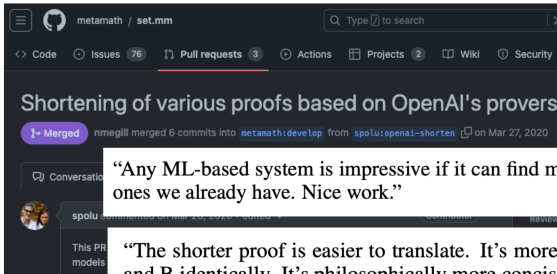 metamath / set.mm
Type / to search
Code Issues 76 Pull requests 3 Actions Projects 2 Wiki Security
Shortening of various proofs based on OpenAI's provers
Merged nmegill merged 6 commits into metamath:develop from spolu:openai-shorten on Mar 27, 2020
Conversatio
“Any ML-based system is impressive if it can find m
ones we already have. Nice work.”
spolu commented on Mar 26, 2020 · edited
Contributor
Review
This PR
models
“The shorter proof is easier to translate. It’s more
and B identically. It’s philosophically more concis